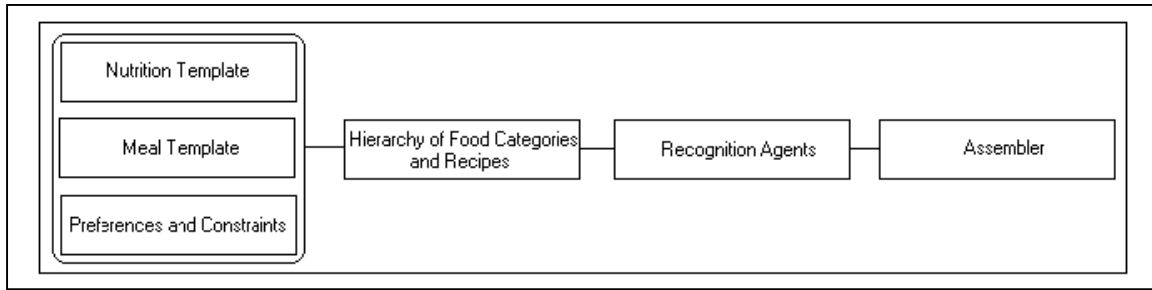 Nutrition Template
Meal Template
Preferences and Constraints
Hierarchy of Food Categories
and Recipes
Recognition Agents
Assembler